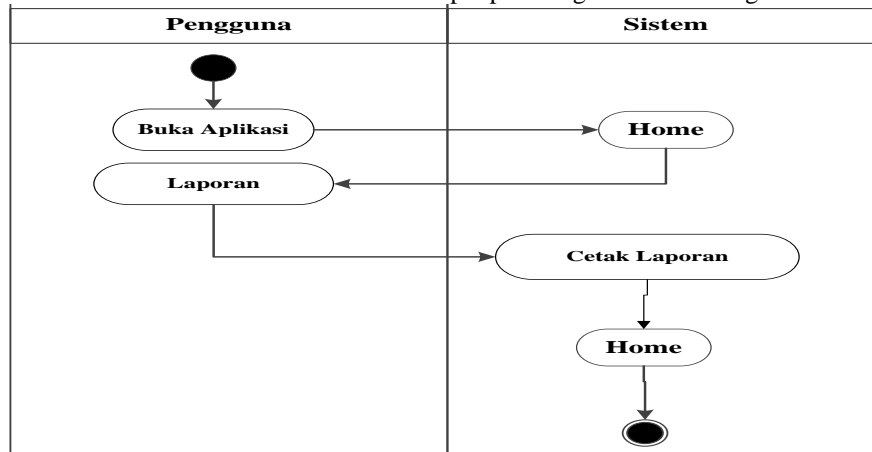 Pengguna Sistem
Buka Aplikasi Home
Laporan
Cetak Laporan
Home